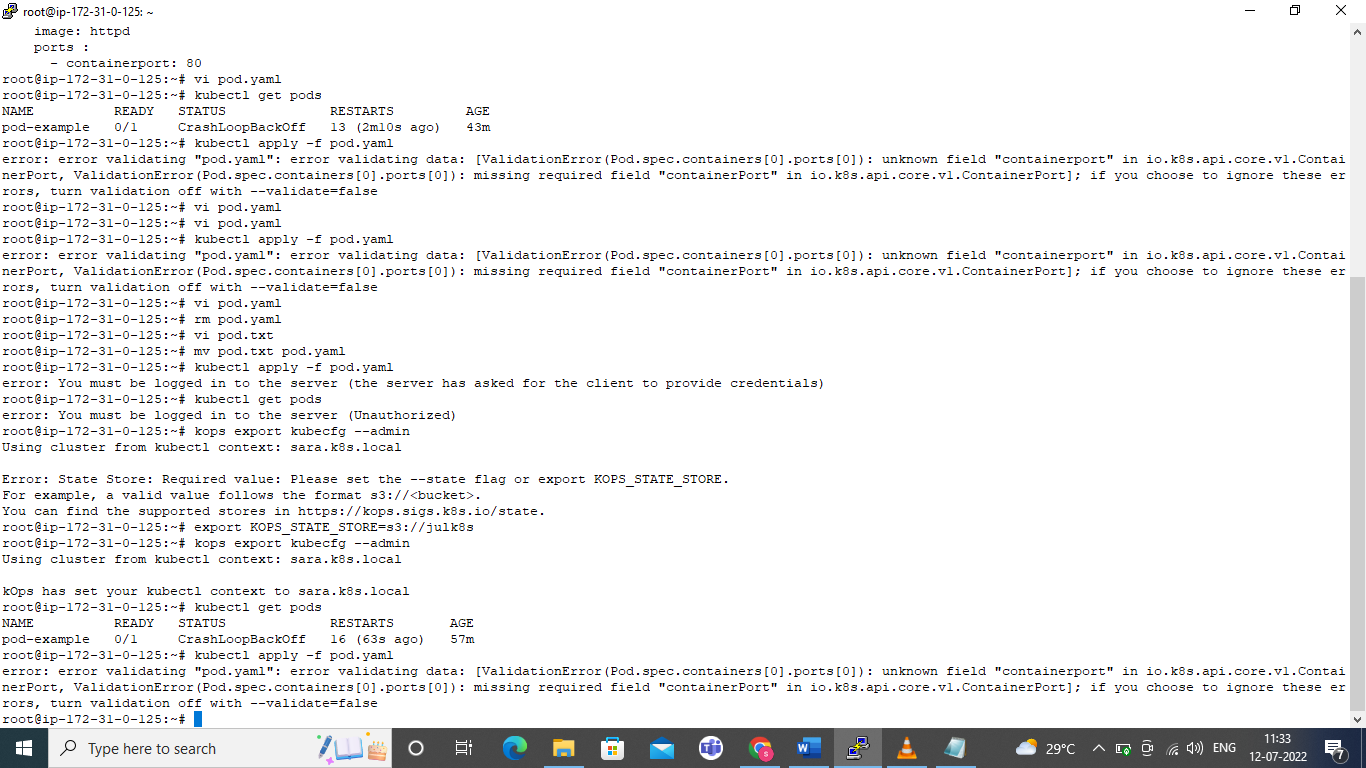 root@ip-172-31-0-125: ~
    image: httpd
    ports :
      - containerport: 80
root@ip-172-31-0-125:~# vi pod.yaml
root@ip-172-31-0-125:~# kubectl get pods
NAME          READY   STATUS             RESTARTS         AGE
pod-example   0/1     CrashLoopBackOff   13 (2m10s ago)   43m
root@ip-172-31-0-125:~# kubectl apply -f pod.yaml
error: error validating "pod.yaml": error validating data: [ValidationError(Pod.spec.containers[0].ports[0]): unknown field "containerport" in io.k8s.api.core.v1.Contai
nerPort, ValidationError(Pod.spec.containers[0].ports[0]): missing required field "containerPort" in io.k8s.api.core.v1.ContainerPort]; if you choose to ignore these er
rors, turn validation off with --validate=false
root@ip-172-31-0-125:~# vi pod.yaml
root@ip-172-31-0-125:~# vi pod.yaml
root@ip-172-31-0-125:~# kubectl apply -f pod.yaml
error: error validating "pod.yaml": error validating data: [ValidationError(Pod.spec.containers[0].ports[0]): unknown field "containerport" in io.k8s.api.core.v1.Contai
nerPort, ValidationError(Pod.spec.containers[0].ports[0]): missing required field "containerPort" in io.k8s.api.core.v1.ContainerPort]; if you choose to ignore these er
rors, turn validation off with --validate=false
root@ip-172-31-0-125:~# vi pod.yaml
root@ip-172-31-0-125:~# rm pod.yaml
root@ip-172-31-0-125:~# vi pod.txt
root@ip-172-31-0-125:~# mv pod.txt pod.yaml
root@ip-172-31-0-125:~# kubectl apply -f pod.yaml
error: You must be logged in to the server (the server has asked for the client to provide credentials)
root@ip-172-31-0-125:~# kubectl get pods
error: You must be logged in to the server (Unauthorized)
root@ip-172-31-0-125:~# kops export kubecfg --admin
Using cluster from kubectl context: sara.k8s.local

Error: State Store: Required value: Please set the --state flag or export KOPS_STATE_STORE.
For example, a valid value follows the format s3://<bucket>.
You can find the supported stores in https://kops.sigs.k8s.io/state.
root@ip-172-31-0-125:~# export KOPS_STATE_STORE=s3://julk8s
root@ip-172-31-0-125:~# kops export kubecfg --admin
Using cluster from kubectl context: sara.k8s.local

kOps has set your kubectl context to sara.k8s.local
root@ip-172-31-0-125:~# kubectl get pods
NAME          READY   STATUS             RESTARTS       AGE
pod-example   0/1     CrashLoopBackOff   16 (63s ago)   57m
root@ip-172-31-0-125:~# kubectl apply -f pod.yaml
error: error validating "pod.yaml": error validating data: [ValidationError(Pod.spec.containers[0].ports[0]): unknown field "containerport" in io.k8s.api.core.v1.Contai
nerPort, ValidationError(Pod.spec.containers[0].ports[0]): missing required field "containerPort" in io.k8s.api.core.v1.ContainerPort]; if you choose to ignore these er
rors, turn validation off with --validate=false
root@ip-172-31-0-125:~#
Type here to search
29°C
ENG
11:33
12-07-2022
7